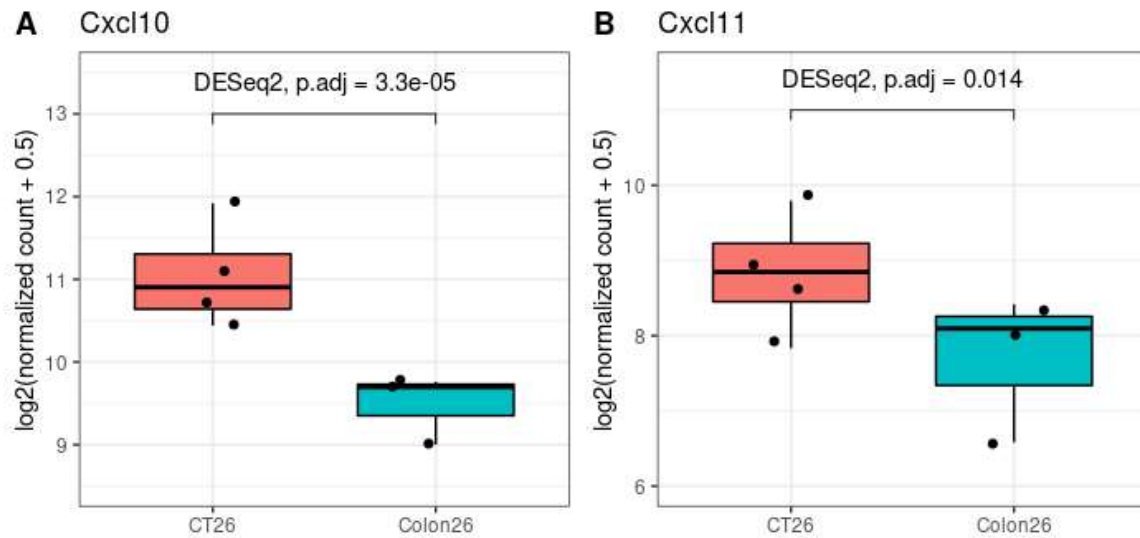 A Cxcl10
DESeq2, p.adj = 3.3e-05
log2(normalized count + 0.5)
13
12
11
10
9
CT26 Colon26
B Cxcl11
DESeq2, p.adj = 0.014
log2(normalized count + 0.5)
10
8
6
CT26 Colon26